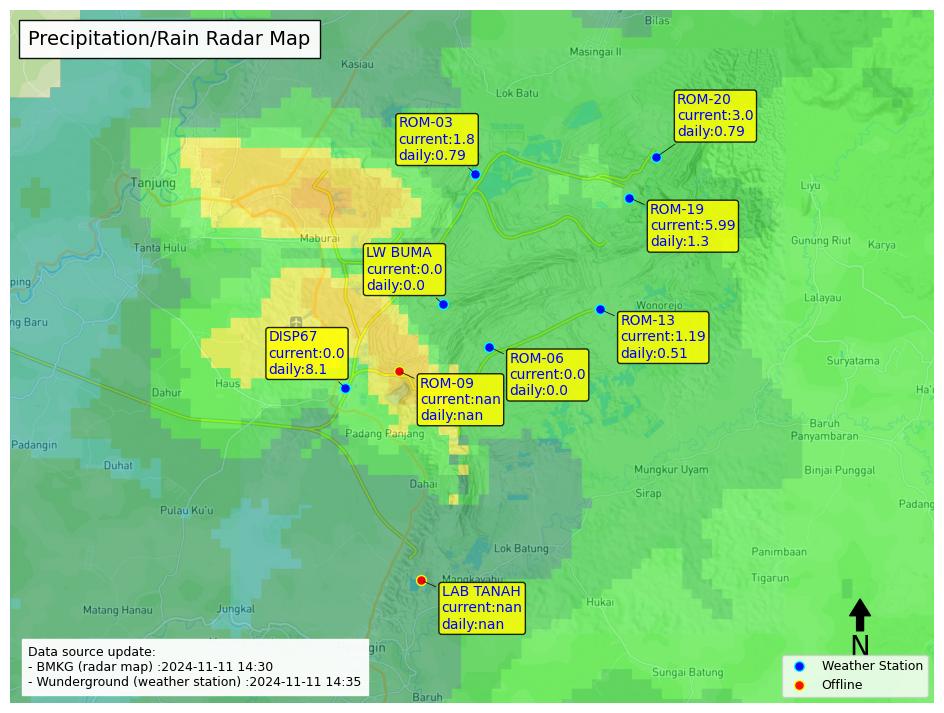 Precipitation/Rain Radar Map
Bilas
Masingai II
Kasiau
Lok Batu
ROM-20
current:3.0
daily:0.79
ROM-03
current:1.8
daily:0.79
Tanjung
Liyu
ROM-19
current:5.99
daily:1.3
Maburai
Tanta Hulu
Gunung Riut
Karya
LW BUMA
current:0.0
daily:0.0
ping
Lalayau
Wonorejo
ng Baru
ROM-13
current:1.19
daily:0.51
DISP67
current:0.0
daily:8.1
ROM-06
current:0.0
daily:0.0
Suryatama
Haus
Dahur
ROM-09
current:nan
daily:nan
Baruh
Panyambaran
Padang Panjang
Padangin
Duhat
Mungkur Uyam
Binjai Punggal
Dahai
Sirap
Padang
Pulau Ku'u
Lok Batung
Panimbaan
Tigarun
Mangkayahu
LAB TANAH
current:nan
daily:nan
Hukai
Matang Hanau
Jungkal
N
Data source update:
- BMKG (radar map) :2024-11-11 14:30
- Wunderground (weather station) :2024-11-11 14:35
ngin
Sungai Batung
Baruh
Weather Station
Offline